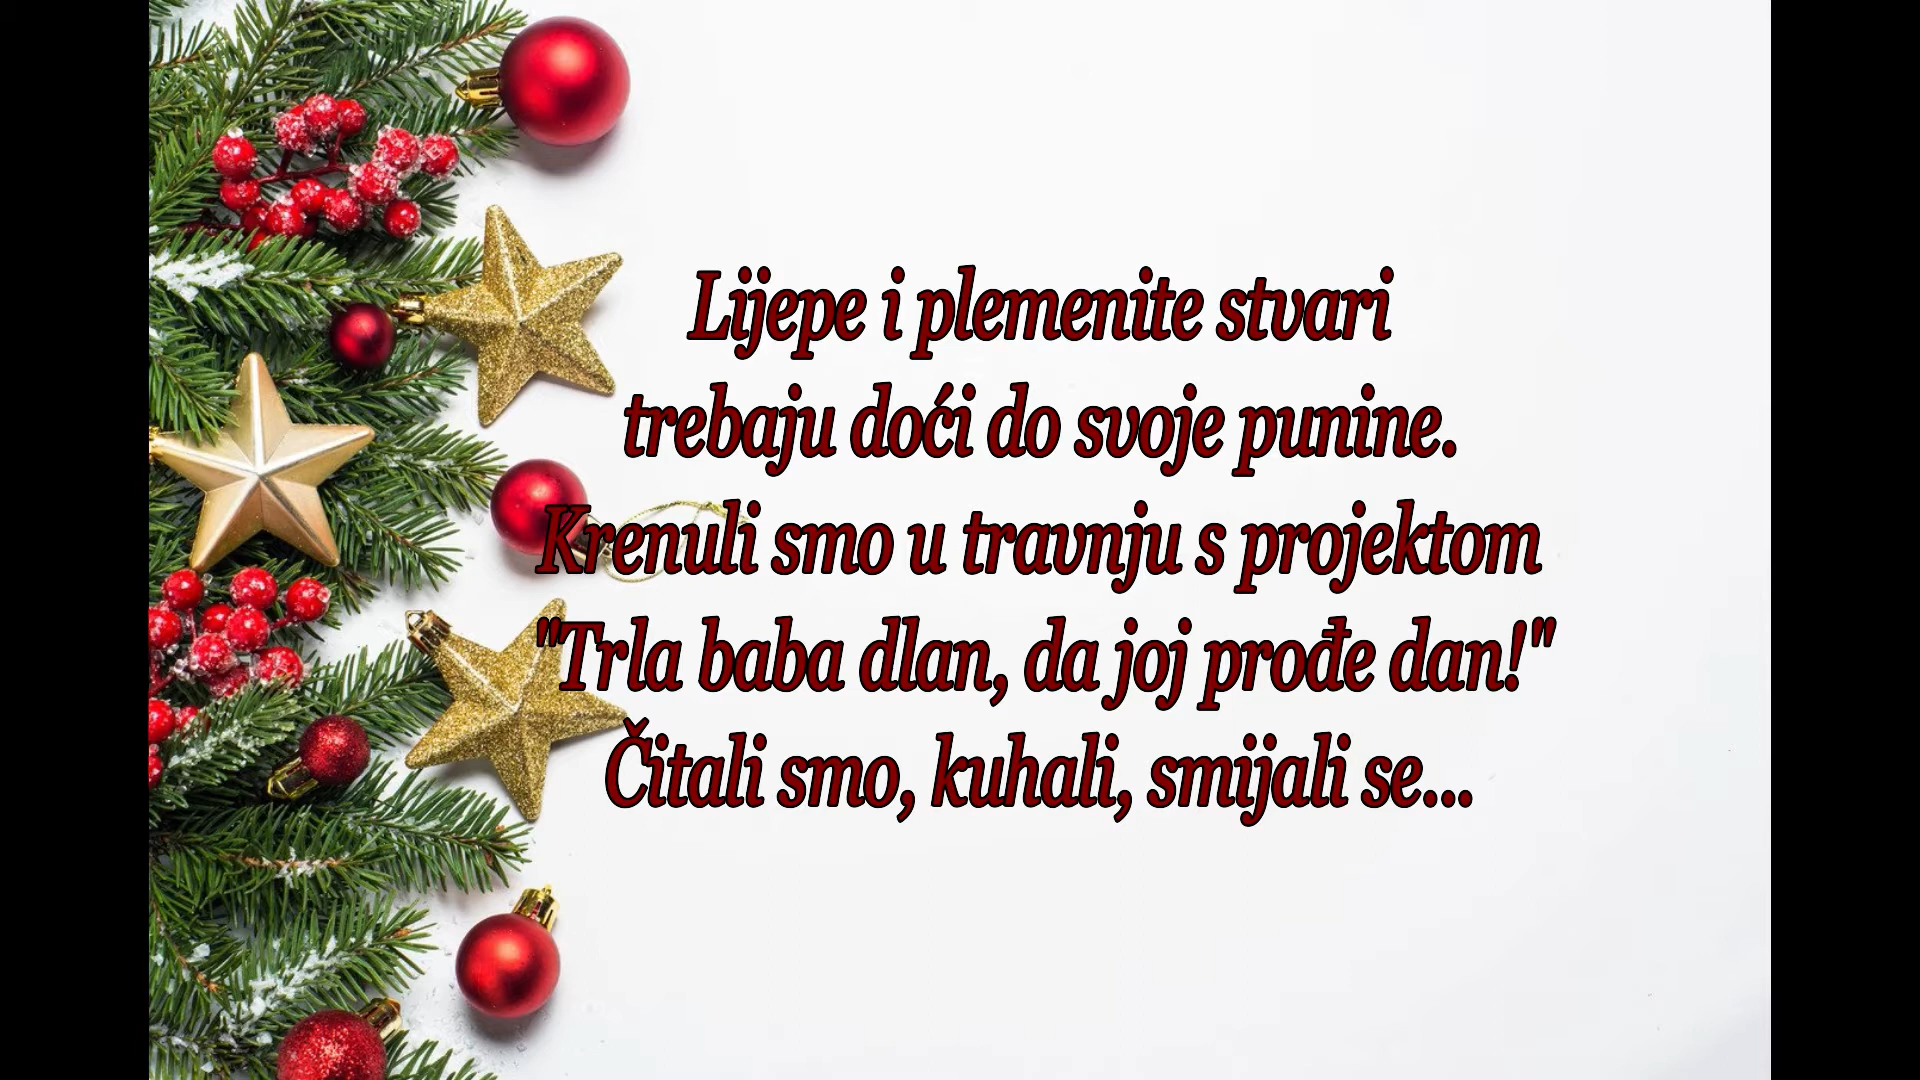 Lijepe i plemenite stvari
trebaju doći do svoje punine.
Krenuli smo u travnju s projektom
"Trla baba dlan, da joj prođe dan!"
Čitali smo, kuhali, smijali se...